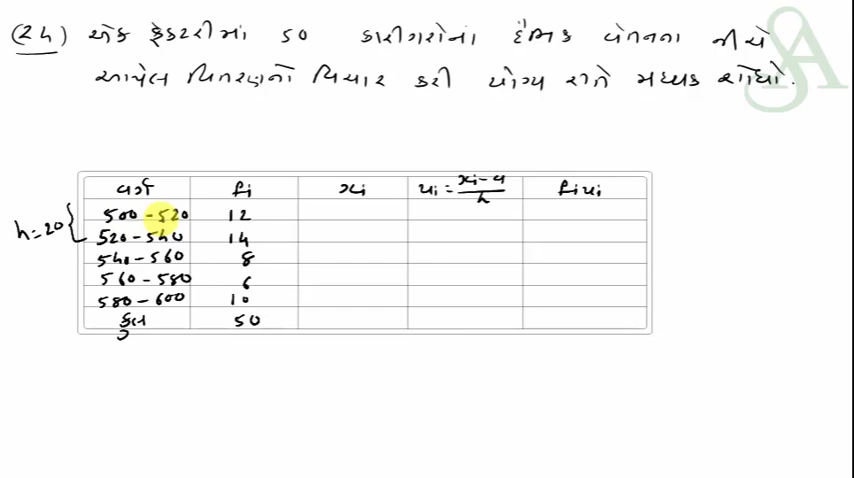 (24) એક ફેક્ટરીમાં 50 કારીગરોના દૈનિક વેતનના નીચે
આપેલ વિતરણનો વિચાર કરી યોગ્ય રીતે મધ્યક શોધો.
વર્ગ fi xi ui = xi-a/h fiui
h=20 { 500-520 12
520-540 14
540-560 8
560-580 6
580-600 10
કુલ 50